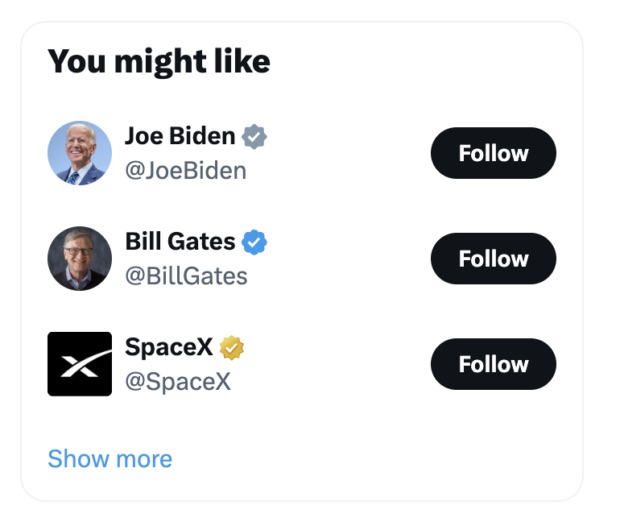 You might like
Joe Biden
@JoeBiden
Follow
Bill Gates
@BillGates
Follow
SpaceX
@SpaceX
Follow
Show more